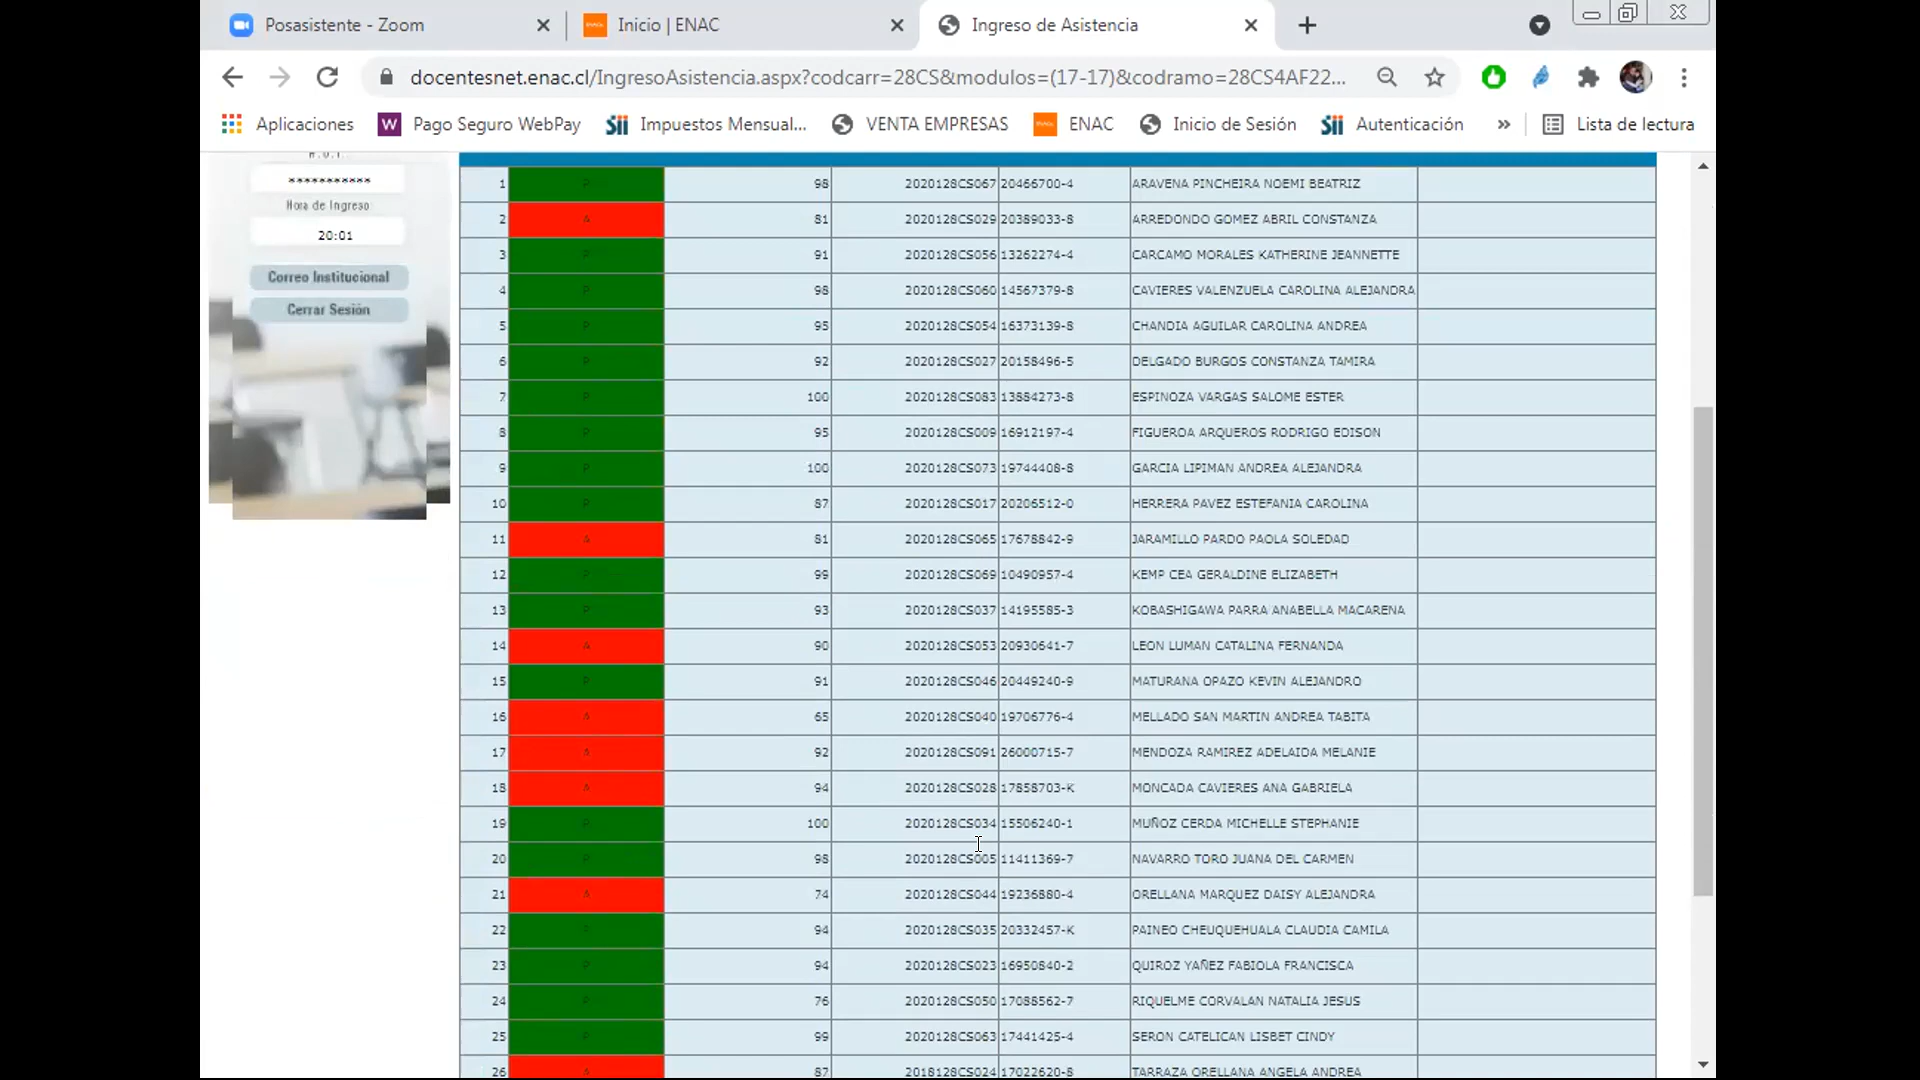 Posasistente - Zoom
Inicio | ENAC
Ingreso de Asistencia
docentesnet.enac.cl/IngresoAsistencia.aspx?codcarr=28CS&modulos=(17-17)&codramo=28CS4AF22...
Aplicaciones
W Pago Seguro WebPay
Sii Impuestos Mensual...
VENTA EMPRESAS
ENAC
Inicio de Sesión
Sii Autenticación
»
Lista de lectura
R.U.T.
***********
Hora de Ingreso
20:01
Correo Institucional
Cerrar Sesión
1 P 98 2020128CS067 20466700-4 ARAVENA PINCHEIRA NOEMI BEATRIZ
2 A 81 2020128CS029 20389033-8 ARREDONDO GOMEZ ABRIL CONSTANZA
3 P 91 2020128CS056 13262274-4 CARCAMO MORALES KATHERINE JEANNETTE
4 P 98 2020128CS060 14567379-8 CAVIERES VALENZUELA CAROLINA ALEJANDRA
5 P 95 2020128CS054 16373139-8 CHANDIA AGUILAR CAROLINA ANDREA
6 P 92 2020128CS027 20158496-5 DELGADO BURGOS CONSTANZA TAMIRA
7 P 100 2020128CS083 13884273-8 ESPINOZA VARGAS SALOME ESTER
8 P 95 2020128CS009 16912197-4 FIGUEROA ARQUEROS RODRIGO EDISON
9 P 100 2020128CS073 19744408-8 GARCIA LIPIMAN ANDREA ALEJANDRA
10 P 87 2020128CS017 20206512-0 HERRERA PAVEZ ESTEFANIA CAROLINA
11 A 81 2020128CS065 17678842-9 JARAMILLO PARDO PAOLA SOLEDAD
12 P 99 2020128CS069 10490957-4 KEMP CEA GERALDINE ELIZABETH
13 P 93 2020128CS037 14195585-3 KOBASHIGAWA PARRA ANABELLA MACARENA
14 A 90 2020128CS053 20930641-7 LEON LUMAN CATALINA FERNANDA
15 P 91 2020128CS046 20449240-9 MATURANA OPAZO KEVIN ALEJANDRO
16 A 65 2020128CS040 19706776-4 MELLADO SAN MARTIN ANDREA TABITA
17 A 92 2020128CS091 26000715-7 MENDOZA RAMIREZ ADELAIDA MELANIE
18 A 94 2020128CS028 17858703-K MONCADA CAVIERES ANA GABRIELA
19 P 100 2020128CS034 15506240-1 MUÑOZ CERDA MICHELLE STEPHANIE
20 P 98 2020128CS005 11411369-7 NAVARRO TORO JUANA DEL CARMEN
21 A 74 2020128CS044 19236880-4 ORELLANA MARQUEZ DAISY ALEJANDRA
22 P 94 2020128CS035 20332457-K PAINEO CHEUQUEHUALA CLAUDIA CAMILA
23 P 94 2020128CS023 16950840-2 QUIROZ YAÑEZ FABIOLA FRANCISCA
24 P 76 2020128CS050 17088562-7 RIQUELME CORVALAN NATALIA JESUS
25 P 99 2020128CS063 17441425-4 SERON CATELICAN LISBET CINDY
26 A 87 2018128CS024 17022620-8 TARRAZA ORELLANA ANGELA ANDREA